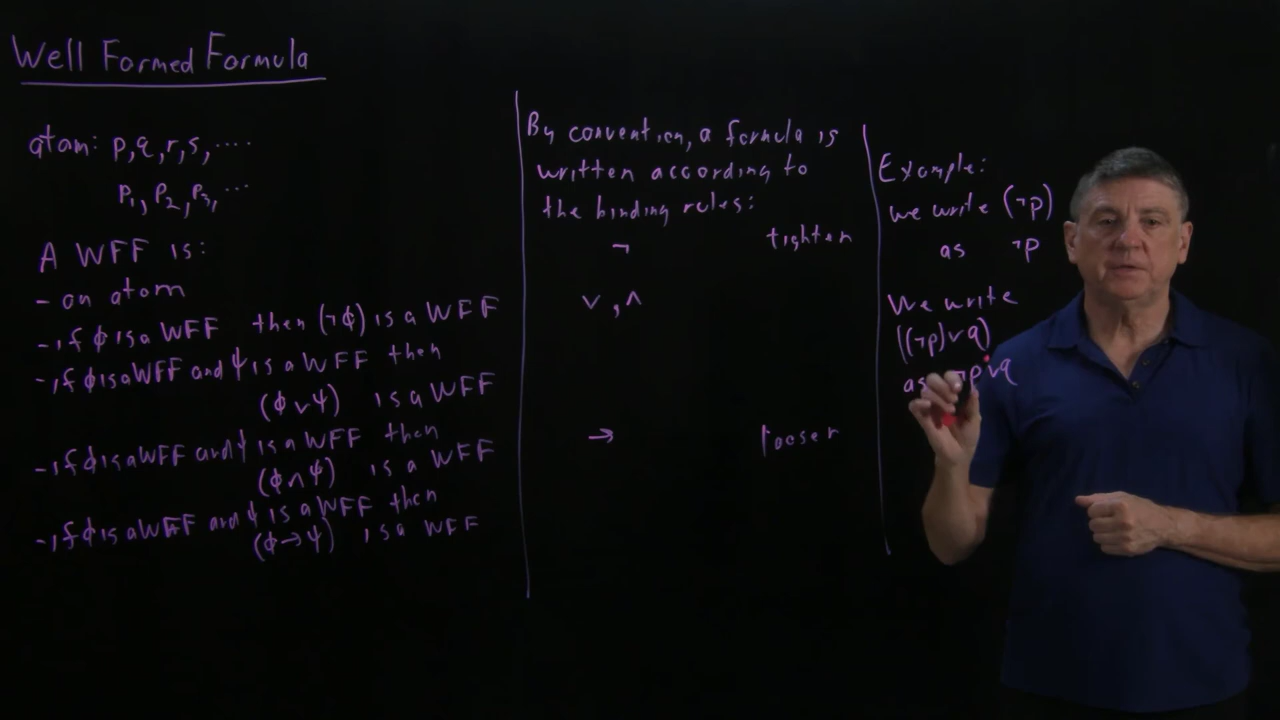 Well Formed Formula
atom: p, q, r, s, ....
P₁, P₂, P₃, ...
A WFF is:
- an atom
- if ϕ is a WFF then (¬ϕ) is a WFF
- if ϕ is a WFF and ψ is a WFF then
(ϕ ∨ ψ) is a WFF
- if ϕ is a WFF and ψ is a WFF then
(ϕ ∧ ψ) is a WFF
- if ϕ is a WFF and ψ is a WFF then
(ϕ → ψ) is a WFF
By convention, a formula is
written according to
the binding rules:
¬ tighten
∨, ∧
→ looser
Example:
we write (¬p)
as ¬p
We write
((¬p)∨q)
as ¬p∨q